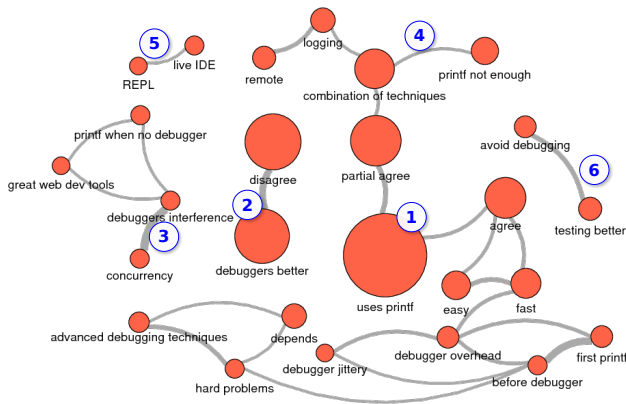 logging
5
4
live IDE
REPL
remote
printf not enough
combination of techniques
printf when no debugger
avoid debugging
disagree
partial agree
6
great web dev tools
2
debuggers interference
1
agree
testing better
3
concurrency
debuggers better
uses printf
easy
fast
advanced debugging techniques
depends
debugger overhead
first printf
debugger jittery
before debugger
hard problems